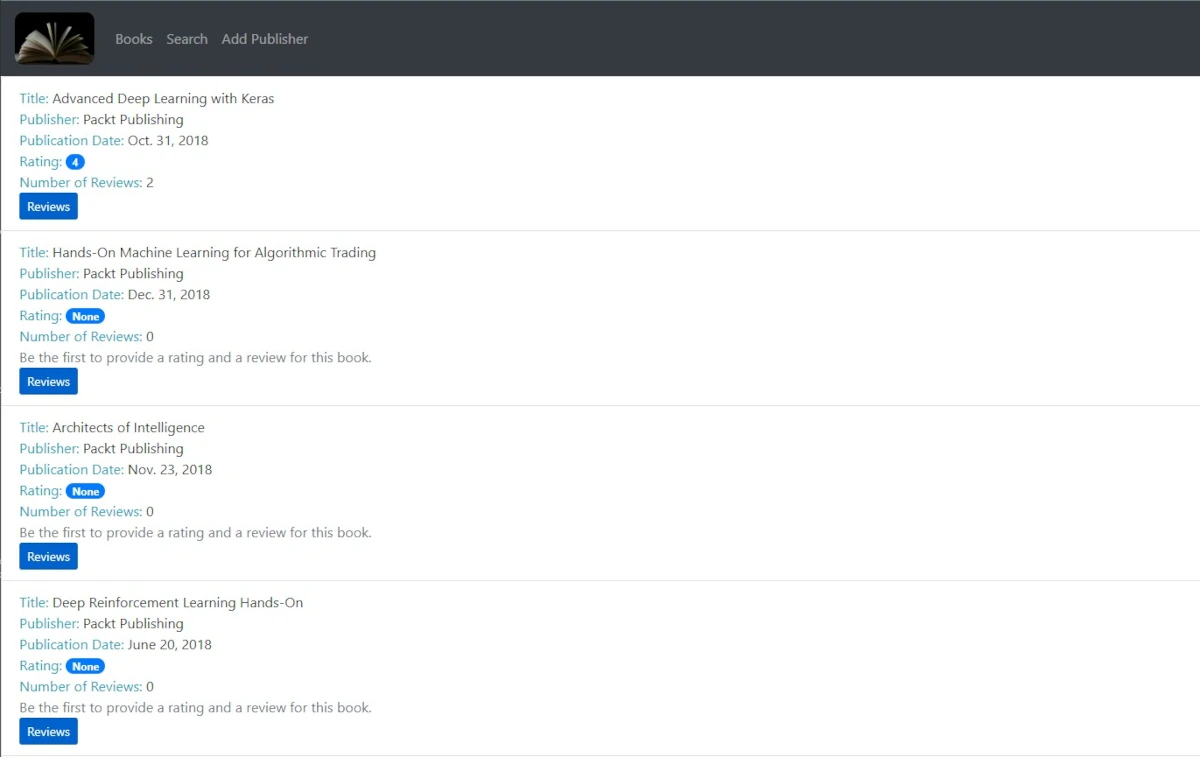 Books Search Add Publisher
Title: Advanced Deep Learning with Keras
Publisher: Packt Publishing
Publication Date: Oct. 31, 2018
Rating: 4
Number of Reviews: 2
Reviews
Title: Hands-On Machine Learning for Algorithmic Trading
Publisher: Packt Publishing
Publication Date: Dec. 31, 2018
Rating: None
Number of Reviews: 0
Be the first to provide a rating and a review for this book.
Reviews
Title: Architects of Intelligence
Publisher: Packt Publishing
Publication Date: Nov. 23, 2018
Rating: None
Number of Reviews: 0
Be the first to provide a rating and a review for this book.
Reviews
Title: Deep Reinforcement Learning Hands-On
Publisher: Packt Publishing
Publication Date: June 20, 2018
Rating: None
Number of Reviews: 0
Be the first to provide a rating and a review for this book.
Reviews